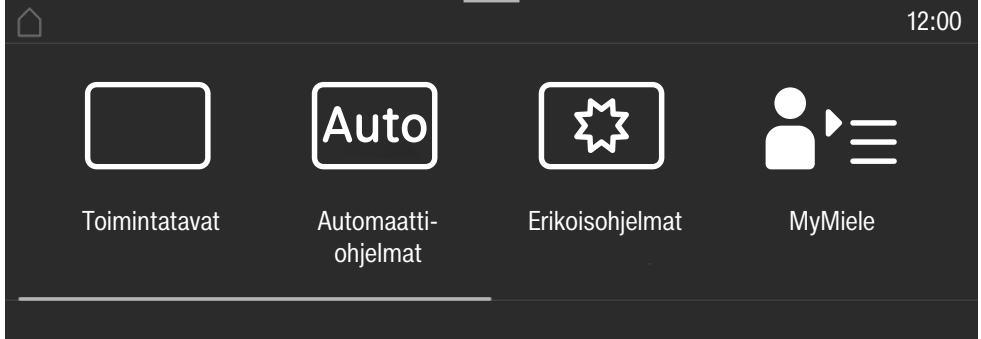 12:00
Auto
Toimintatavat
Automaatti-
ohjelmat
Erikoisohjelmat
MyMiele